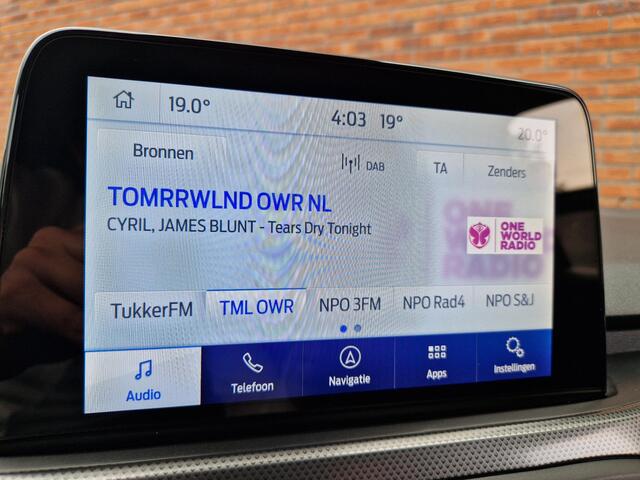 19.0° 4:03 19° 20.0°
Bronnen DAB TA Zenders
TOMRRWLND OWR NL
CYRIL, JAMES BLUNT - Tears Dry Tonight
ONE
WORLD
RADIO
TukkerFM TML OWR NPO 3FM NPO Rad4 NPO S&J
Audio Telefoon Navigatie Apps Instellingen